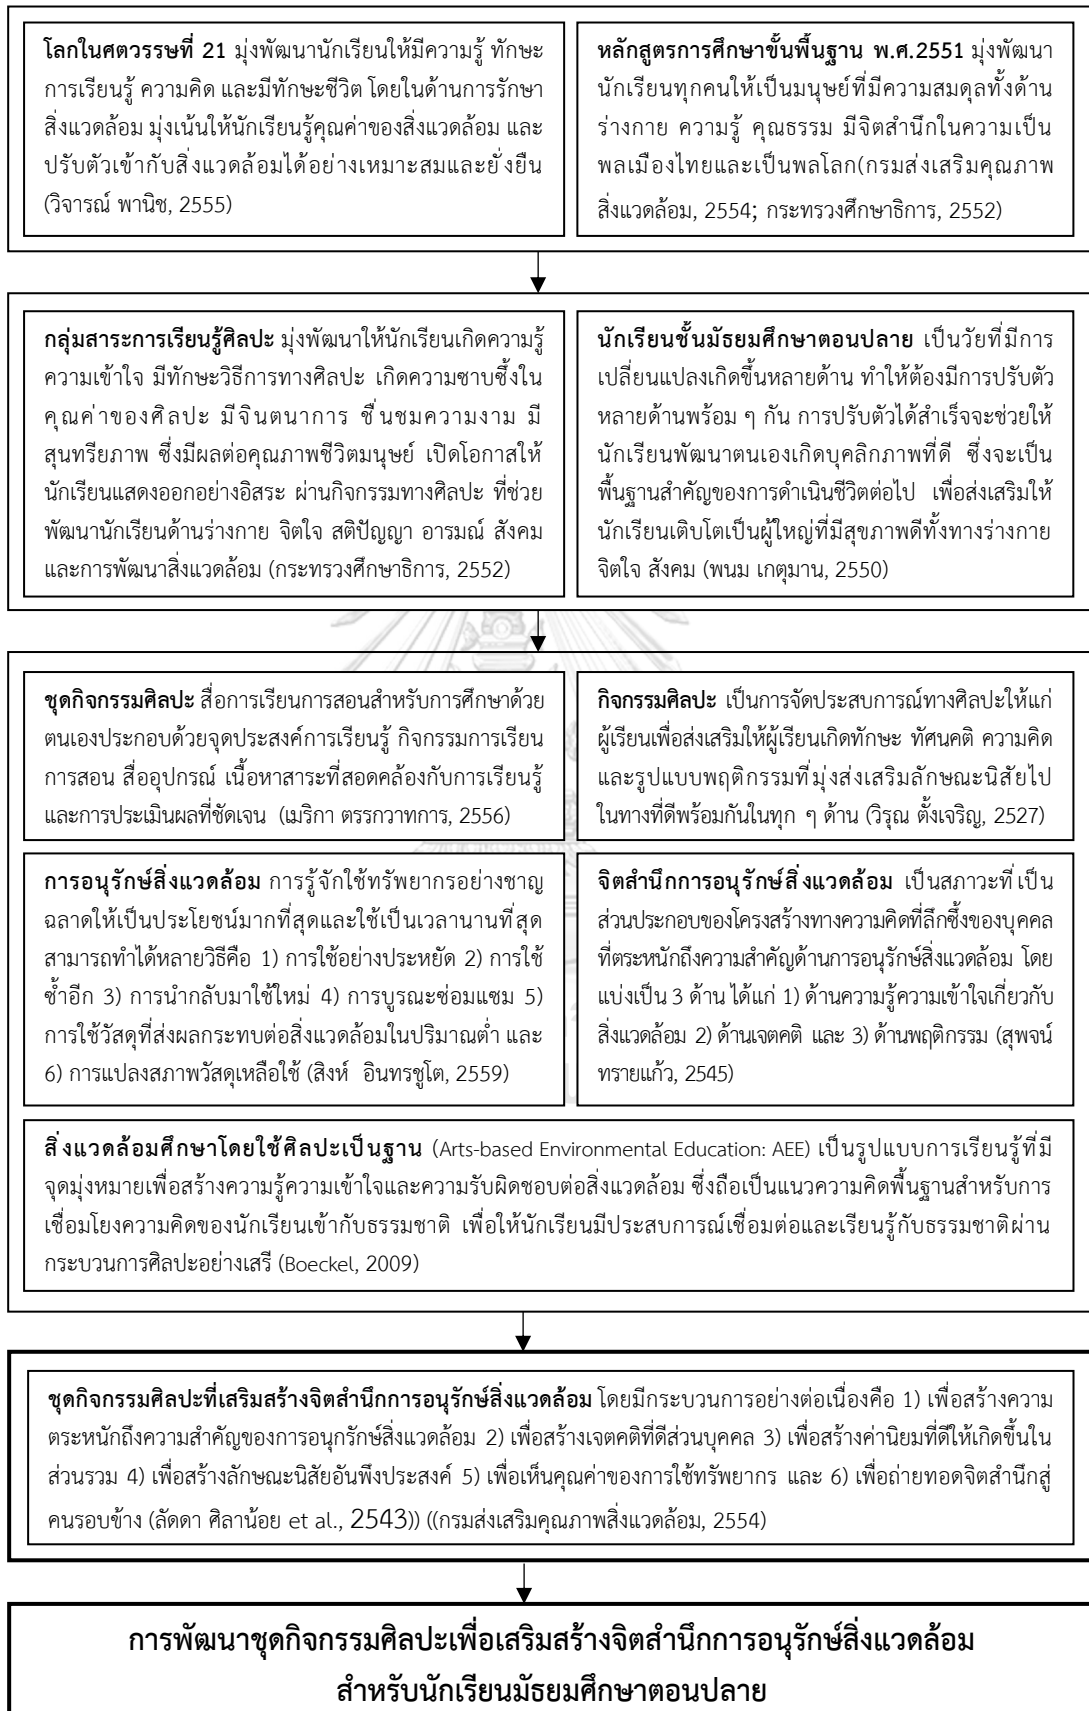 โลกในศตวรรษที่ 21 มุ่งพัฒนานักเรียนให้มีความรู้ ทักษะ
การเรียนรู้ ความคิด และมีทักษะชีวิต โดยในด้านการรักษา
สิ่งแวดล้อม มุ่งเน้นให้นักเรียนรู้คุณค่าของสิ่งแวดล้อม และ
ปรับตัวเข้ากับสิ่งแวดล้อมได้อย่างเหมาะสมและยั่งยืน
(วิจารณ์ พานิช, 2555)
หลักสูตรการศึกษาขั้นพื้นฐาน พ.ศ.2551 มุ่งพัฒนา
นักเรียนทุกคนให้เป็นมนุษย์ที่มีความสมดุลทั้งด้าน
ร่างกาย ความรู้ คุณธรรม มีจิตสำนึกในความเป็น
พลเมืองไทยและเป็นพลโลก(กรมส่งเสริมคุณภาพ
สิ่งแวดล้อม, 2554; กระทรวงศึกษาธิการ, 2552)
กลุ่มสาระการเรียนรู้ศิลปะ มุ่งพัฒนาให้นักเรียนเกิดความรู้
ความเข้าใจ มีทักษะวิธีการทางศิลปะ เกิดความซาบซึ้งใน
คุณค่าของศิลปะ มีจินตนาการ ชื่นชมความงาม มี
สุนทรียภาพ ซึ่งมีผลต่อคุณภาพชีวิตมนุษย์ เปิดโอกาสให้
นักเรียนแสดงออกอย่างอิสระ ผ่านกิจกรรมทางศิลปะ ที่ช่วย
พัฒนานักเรียนด้านร่างกาย จิตใจ สติปัญญา อารมณ์ สังคม
และการพัฒนาสิ่งแวดล้อม (กระทรวงศึกษาธิการ, 2552)
นักเรียนชั้นมัธยมศึกษาตอนปลาย เป็นวัยที่มีการ
เปลี่ยนแปลงเกิดขึ้นหลายด้าน ทำให้ต้องมีการปรับตัว
หลายด้านพร้อม ๆ กัน การปรับตัวได้สำเร็จจะช่วยให้
นักเรียนพัฒนาตนเองเกิดบุคลิกภาพที่ดี ซึ่งจะเป็น
พื้นฐานสำคัญของการดำเนินชีวิตต่อไป เพื่อส่งเสริมให้
นักเรียนเติบโตเป็นผู้ใหญ่ที่มีสุขภาพดีทั้งทางร่างกาย
จิตใจ สังคม (พนม เกตุมาน, 2550)
ชุดกิจกรรมศิลปะ สื่อการเรียนการสอนสำหรับการศึกษาด้วย
ตนเองประกอบด้วยจุดประสงค์การเรียนรู้ กิจกรรมการเรียน
การสอน สื่ออุปกรณ์ เนื้อหาสาระที่สอดคล้องกับการเรียนรู้
และการประเมินผลที่ชัดเจน (เมริกา ตรรกวาทการ, 2556)
กิจกรรมศิลปะ เป็นการจัดประสบการณ์ทางศิลปะให้แก่
ผู้เรียนเพื่อส่งเสริมให้ผู้เรียนเกิดทักษะ ทัศนคติ ความคิด
และรูปแบบพฤติกรรมที่มุ่งส่งเสริมลักษณะนิสัยไป
ในทางที่ดีพร้อมกันในทุก ๆ ด้าน (วิรุณ ตั้งเจริญ, 2527)
การอนุรักษ์สิ่งแวดล้อม การรู้จักใช้ทรัพยากรอย่างชาญ
ฉลาดให้เป็นประโยชน์มากที่สุดและใช้เป็นเวลานานที่สุด
สามารถทำได้หลายวิธีคือ 1) การใช้อย่างประหยัด 2) การใช้
ซ้ำอีก 3) การนำกลับมาใช้ใหม่ 4) การบูรณะซ่อมแซม 5)
การใช้วัสดุที่ส่งผลกระทบต่อสิ่งแวดล้อมในปริมาณต่ำ และ
6) การแปลงสภาพวัสดุเหลือใช้ (สิงห์ อินทรชูโต, 2559)
จิตสำนึกการอนุรักษ์สิ่งแวดล้อม เป็นสภาวะที่ เป็น
ส่วนประกอบของโครงสร้างทางความคิดที่ลึกซึ้งของบุคคล
ที่ตระหนักถึงความสำคัญด้านการอนุรักษ์สิ่งแวดล้อม โดย
แบ่งเป็น 3 ด้าน ได้แก่ 1) ด้านความรู้ความเข้าใจเกี่ยวกับ
สิ่งแวดล้อม 2) ด้านเจตคติ และ 3) ด้านพฤติกรรม (สุพจน์
ทรายแก้ว, 2545)
สิ่งแวดล้อมศึกษาโดยใช้ศิลปะเป็นฐาน (Arts-based Environmental Education: AEE) เป็นรูปแบบการเรียนรู้ที่มี
จุดมุ่งหมายเพื่อสร้างความรู้ความเข้าใจและความรับผิดชอบต่อสิ่งแวดล้อม ซึ่งถือเป็นแนวความคิดพื้นฐานสำหรับการ
เชื่อมโยงความคิดของนักเรียนเข้ากับธรรมชาติ เพื่อให้นักเรียนมีประสบการณ์เชื่อมต่อและเรียนรู้กับธรรมชาติผ่าน
กระบวนการศิลปะอย่างเสรี (Boeckel, 2009)
ชุดกิจกรรมศิลปะที่เสริมสร้างจิตสำนึกการอนุรักษ์สิ่งแวดล้อม โดยมีกระบวนการอย่างต่อเนื่องคือ 1) เพื่อสร้างความ
ตระหนักถึงความสำคัญของการอนุกรักษ์สิ่งแวดล้อม 2) เพื่อสร้างเจตคติที่ดีส่วนบุคคล 3) เพื่อสร้างค่านิยมที่ดีให้เกิดขึ้นใน
ส่วนรวม 4) เพื่อสร้างลักษณะนิสัยอันพึงประสงค์ 5) เพื่อเห็นคุณค่าของการใช้ทรัพยากร และ 6) เพื่อถ่ายทอดจิตสำนึกสู่
คนรอบข้าง (ลัดดา ศิลาน้อย et al., 2543)) ((กรมส่งเสริมคุณภาพสิ่งแวดล้อม, 2554)
การพัฒนาชุดกิจกรรมศิลปะเพื่อเสริมสร้างจิตสำนึกการอนุรักษ์สิ่งแวดล้อม
สำหรับนักเรียนมัธยมศึกษาตอนปลาย